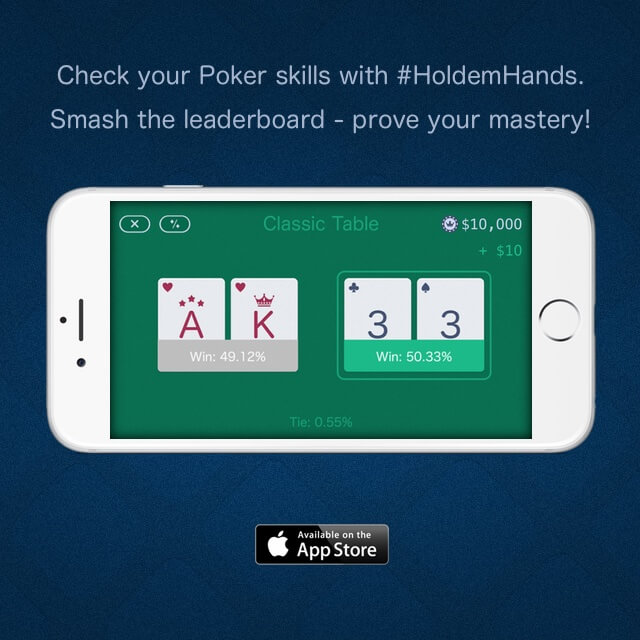 Check your Poker skills with #HoldemHands.
Smash the leaderboard - prove your mastery!
Classic Table
$10,000
+ $10
A K
3 3
Win: 49.12%
Win: 50.33%
Tie: 0.55%
Available on the
App Store